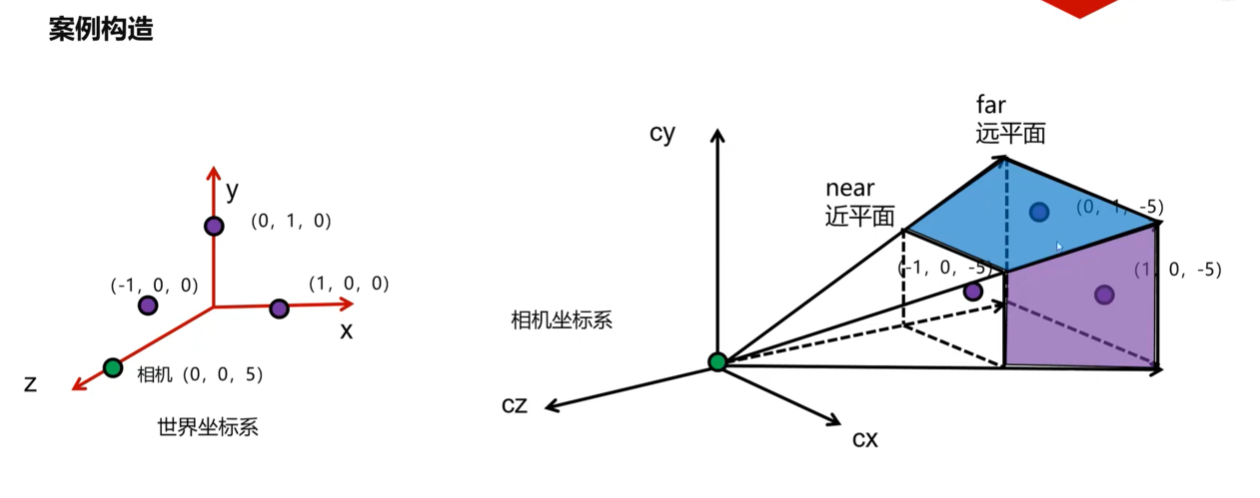 案例构造
y
(0, 1, 0)
(-1, 0, 0)
(1, 0, 0)
x
z
相机 (0, 0, 5)
世界坐标系
far
远平面
cy
near
近平面
(0, 1, -5)
(-1, 0, -5)
(1, 0, -5)
相机坐标系
cz
cx